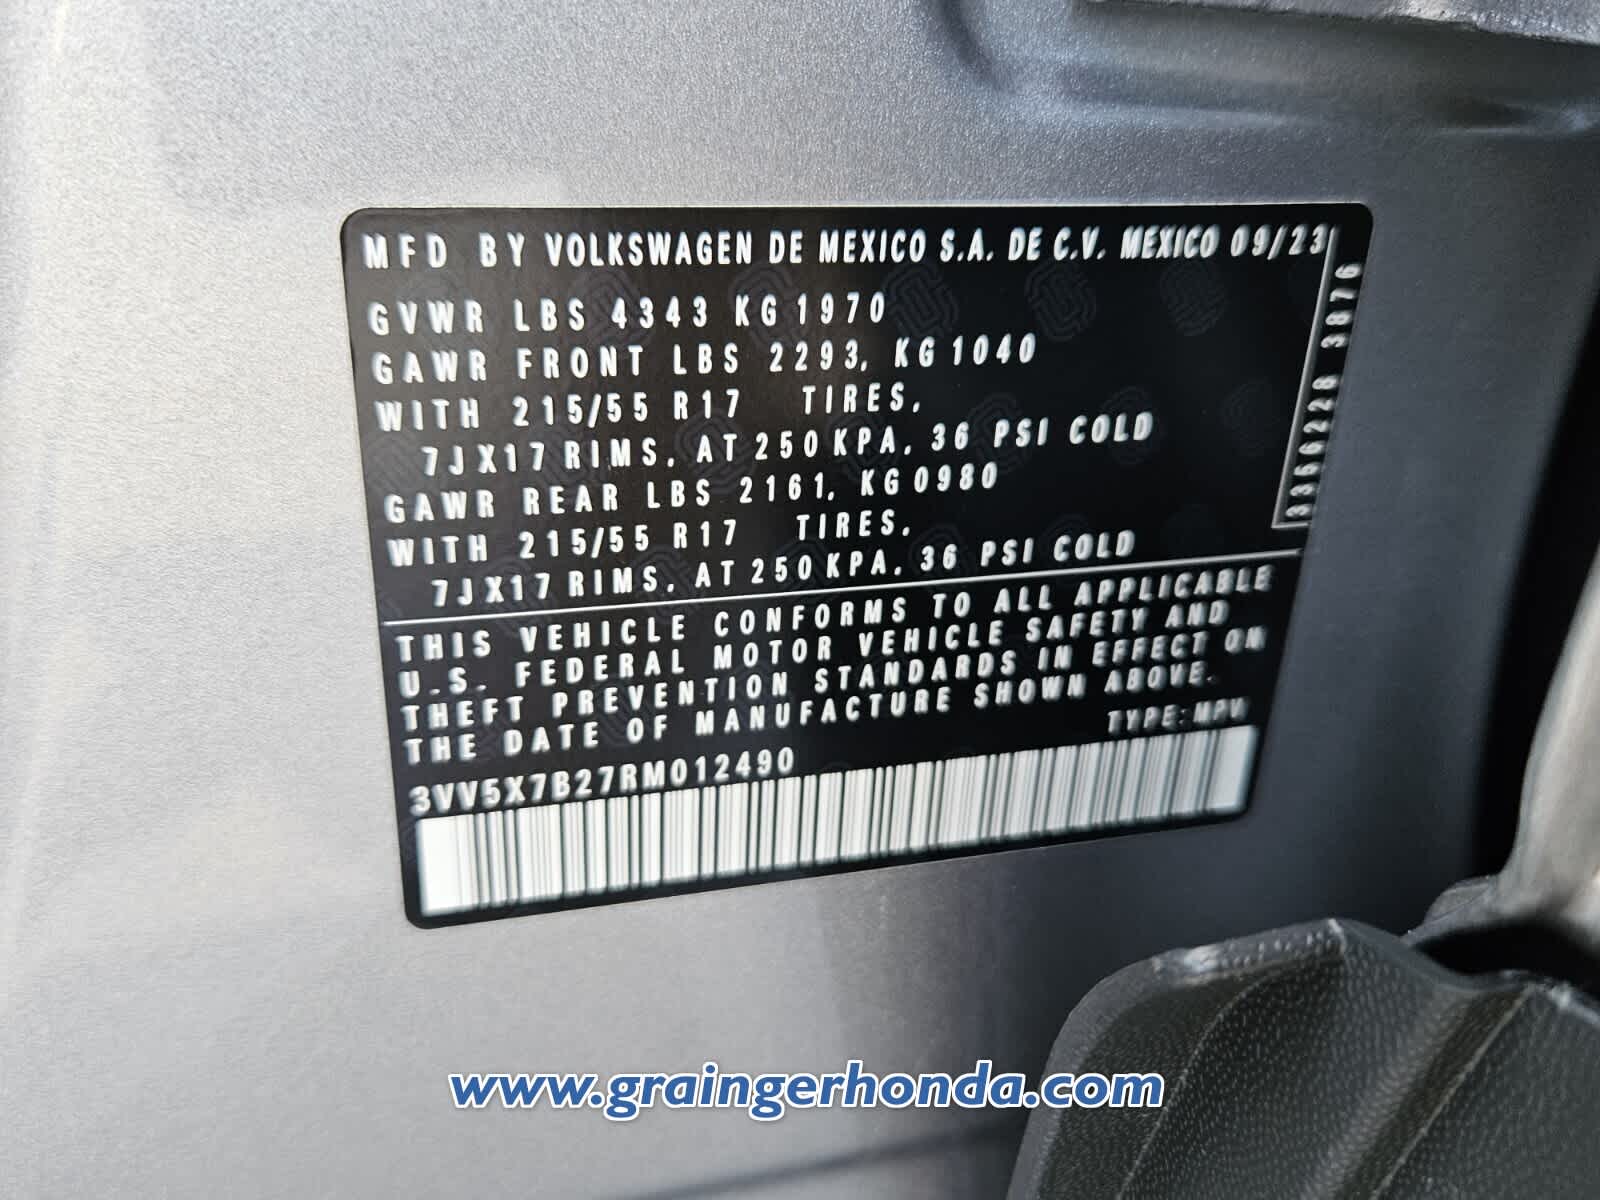 MFD BY VOLKSWAGEN DE MEXICO S.A. DE C.V. MEXICO 09/23
GVWR LBS 4343 KG 1970
GAWR FRONT LBS 2293, KG 1040
WITH 215/55 R17 TIRES,
7JX17 RIMS, AT 250 KPA, 36 PSI COLD
GAWR REAR LBS 2161, KG 0980
WITH 215/55 R17 TIRES,
7JX17 RIMS, AT 250 KPA, 36 PSI COLD
3356228 3876
THIS VEHICLE CONFORMS TO ALL APPLICABLE
U.S. FEDERAL MOTOR VEHICLE SAFETY AND
THEFT PREVENTION STANDARDS IN EFFECT ON
THE DATE OF MANUFACTURE SHOWN ABOVE.
TYPE: MPV
3VV5X7B27RM012490
www.graingerhonda.com